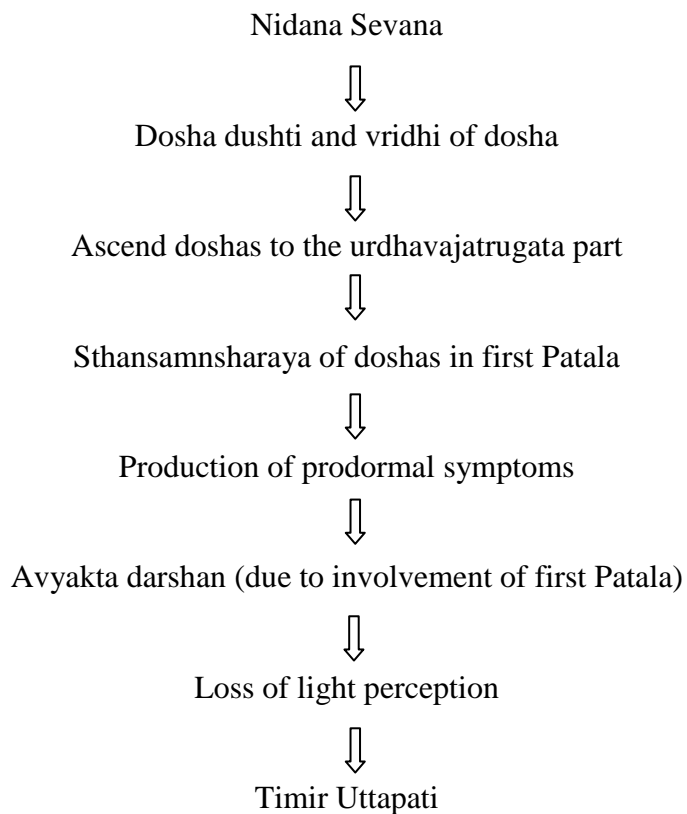 Nidana Sevana
Dosha dushti and vridhi of dosha
Ascend doshas to the urdhavajatrugata part
Sthansamnsharaya of doshas in first Patala
Production of prodormal symptoms
Avyakta darshan (due to involvement of first Patala)
Loss of light perception
Timir Uttapati